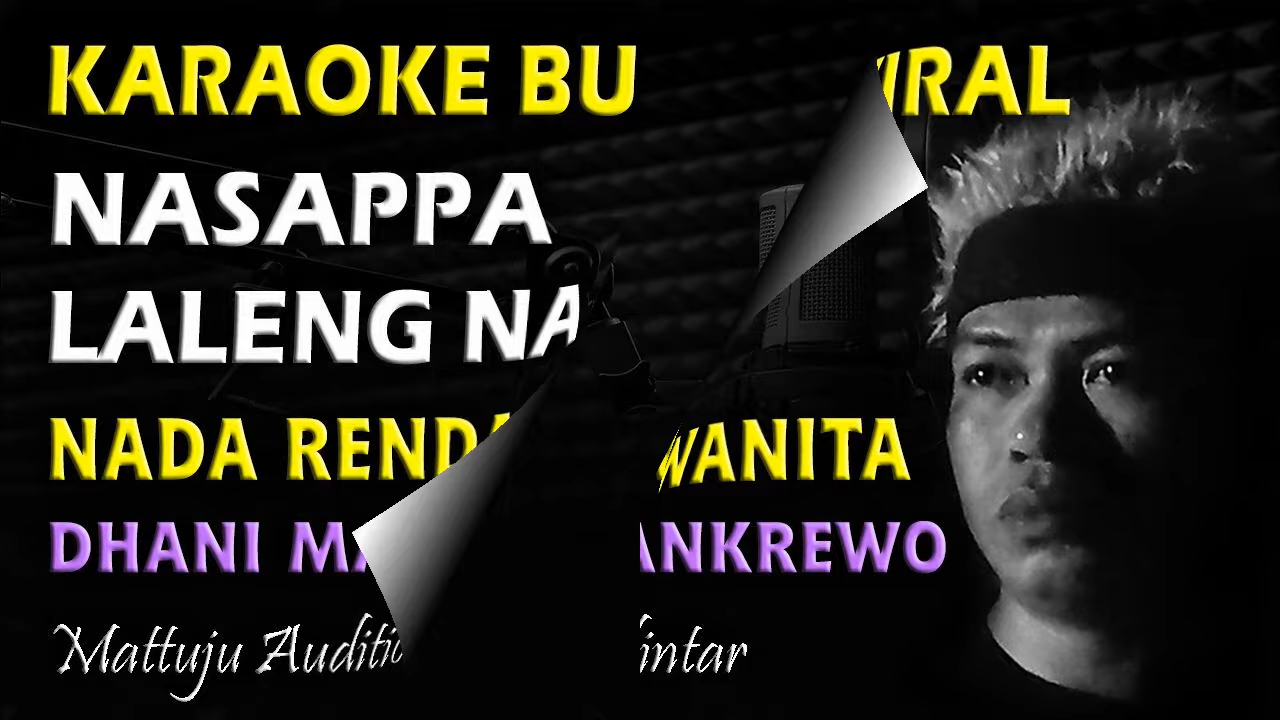 KARAOKE BU IRAL
NASAPPA
LALENG NA
NADA REND WANITA
DHANI MA ANKREWO
Mattuju Auditi intar